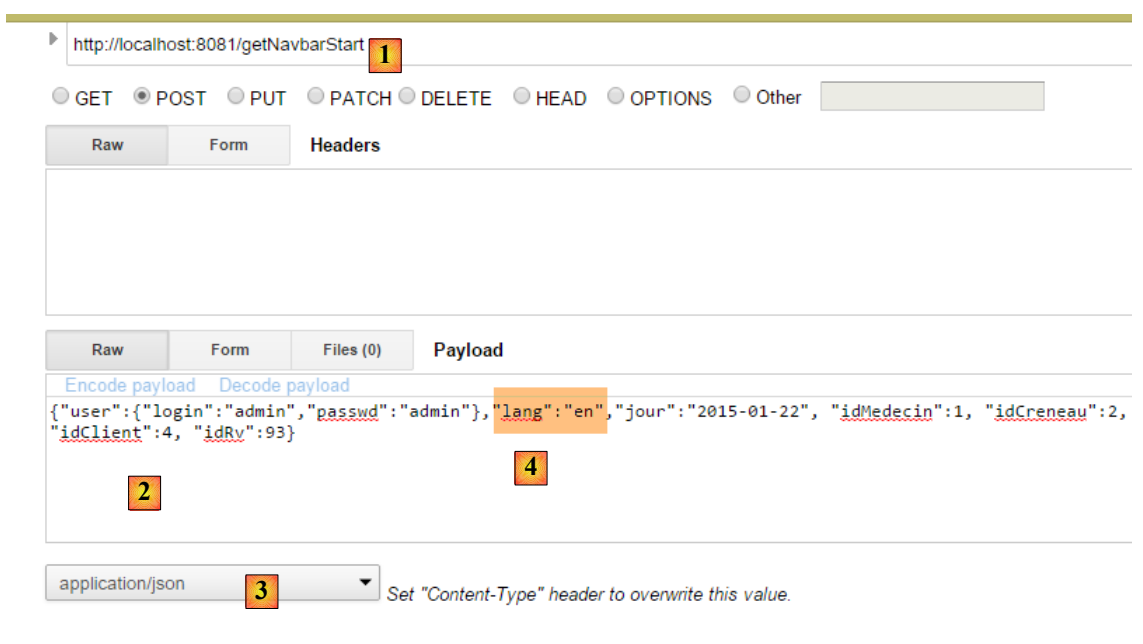 http://localhost:8081/getNavbarStart 1
GET POST PUT PATCH DELETE HEAD OPTIONS Other
Raw Form Headers
Raw Form Files (0) Payload
Encode payload Decode payload
{"user":{"login":"admin","passwd":"admin"},"lang":"en","jour":"2015-01-22", "idMedecin":1, "idCreneau":2,
"idClient":4, "idRv":93}
4
2
application/json 3 Set "Content-Type" header to overwrite this value.